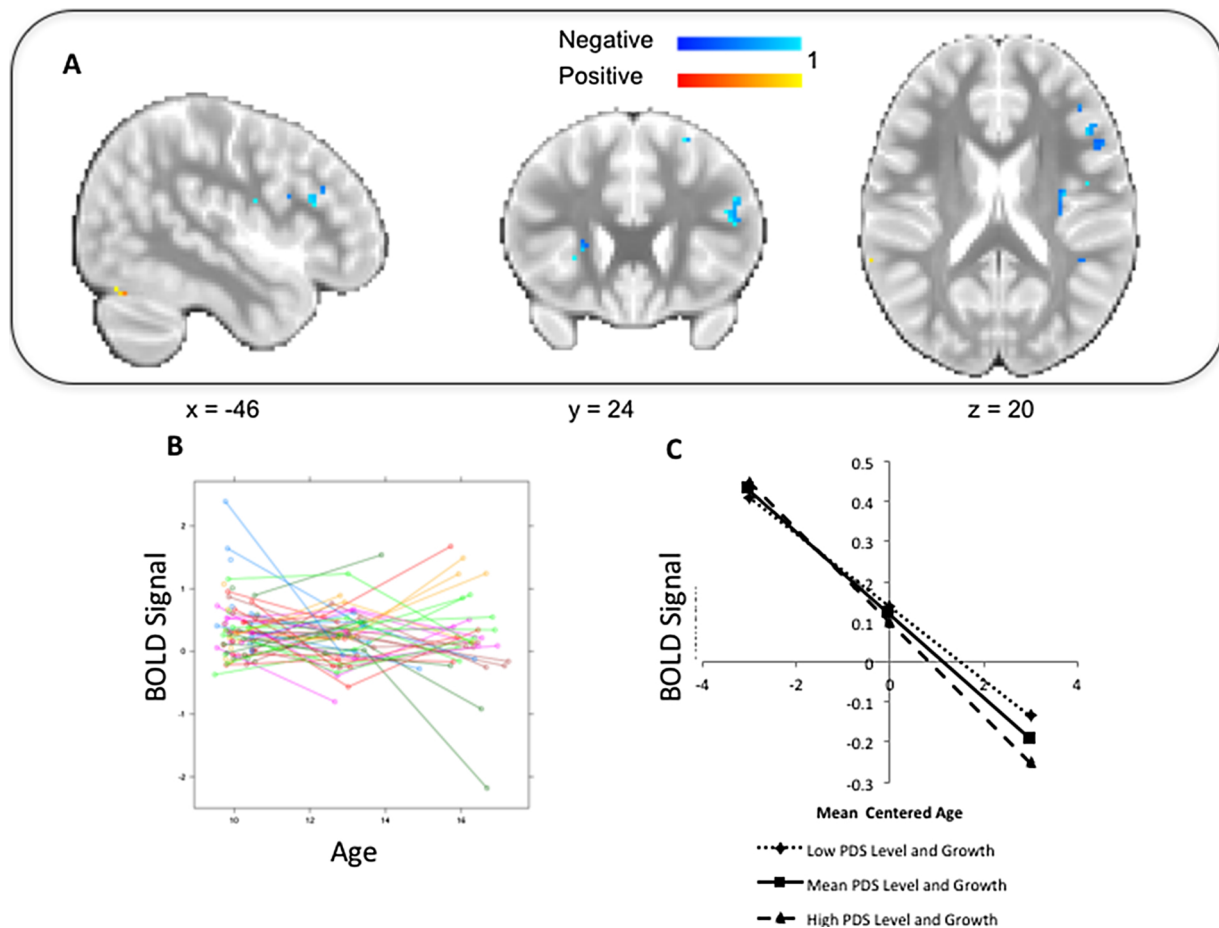 A
Negative
Positive
1
x = -46
y = 24
z = 20
B
BOLD Signal
2
1
0
-1
-2
10
12
14
16
Age
C
BOLD Signal
0.5
0.4
0.3
0.2
0.1
0
-0.1
-0.2
-0.3
-4
-2
0
2
4
Mean Centered Age
Low PDS Level and Growth
Mean PDS Level and Growth
High PDS Level and Growth